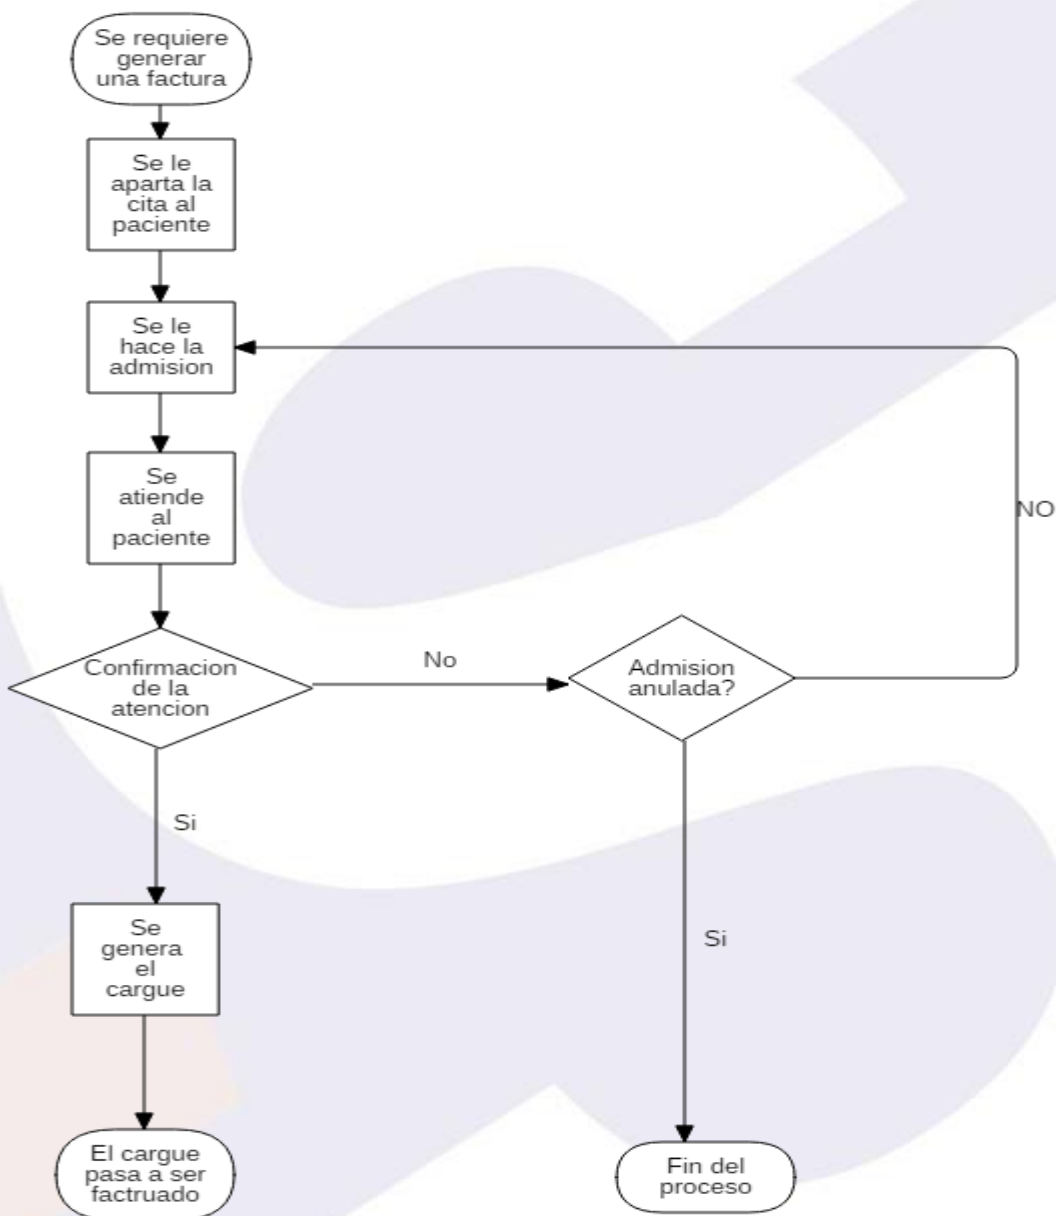 Se requiere
generar
una factura
Se le
aparta la
cita al
paciente
Se le
hace la
admision
Se
atiende
al
paciente
NO
Confirmacion
de la
atencion
No
Admision
anulada?
Si
Se
genera
el
cargue
Si
El cargue
pasa a ser
factruado
Fin del
proceso